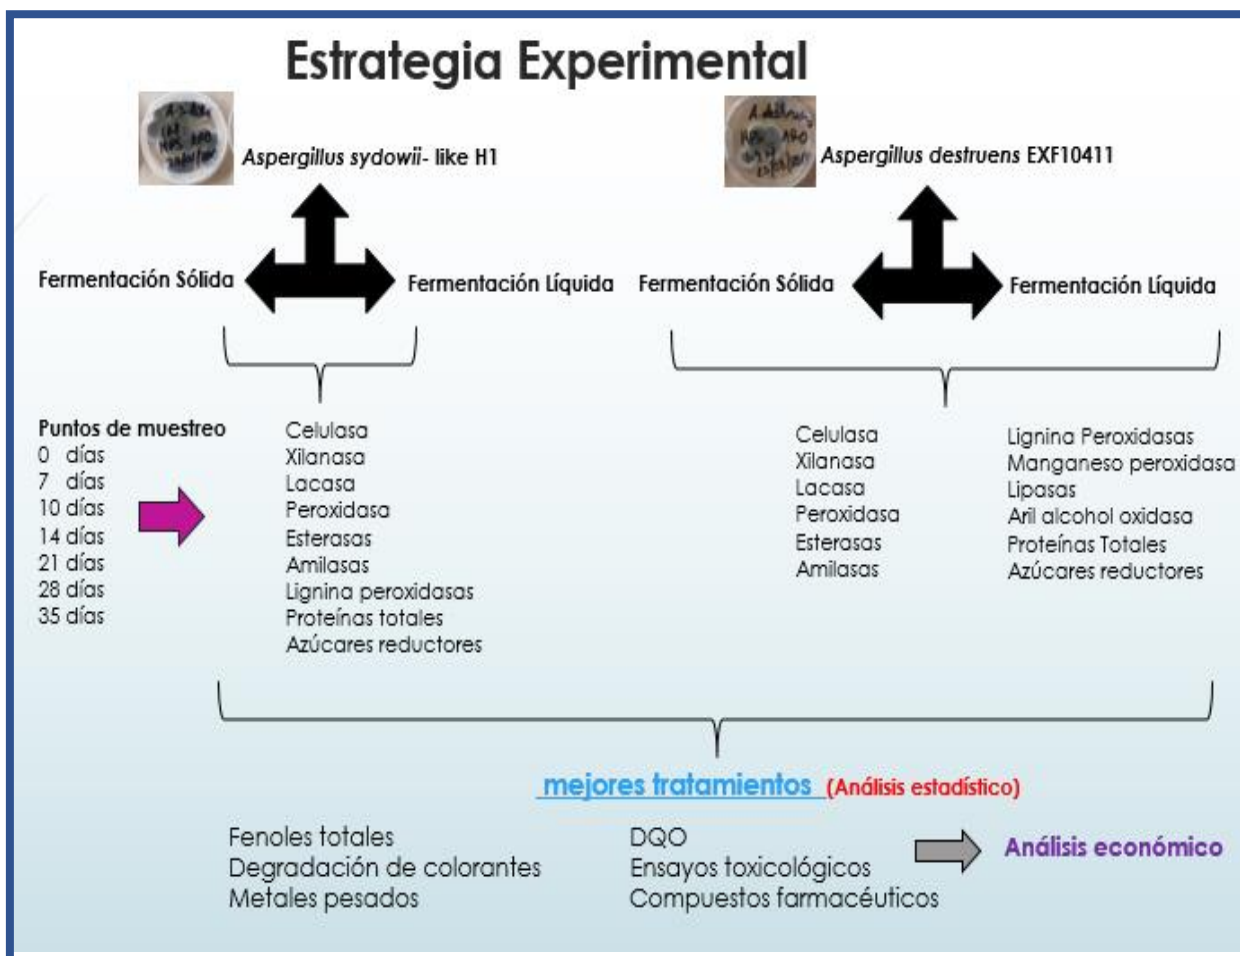 Estrategia Experimental
Aspergillus sydowii- like H1
Aspergillus destruens EXF10411
Fermentación Sólida
Fermentación Líquida
Fermentación Sólida
Fermentación Líquida
Puntos de muestreo
0 días
7 días
10 días
14 días
21 días
28 días
35 días
Celulasa
Xilanasa
Lacasa
Peroxidasa
Esterasas
Amilasas
Lignina peroxidasas
Proteínas totales
Azúcares reductores
Celulasa
Xilanasa
Lacasa
Peroxidasa
Esterasas
Amilasas
Lignina Peroxidasas
Manganeso peroxidasa
Lipasas
Aril alcohol oxidasa
Proteínas Totales
Azúcares reductores
mejores tratamientos (Análisis estadístico)
Fenoles totales
Degradación de colorantes
Metales pesados
DQO
Ensayos toxicológicos
Compuestos farmacéuticos
Análisis económico